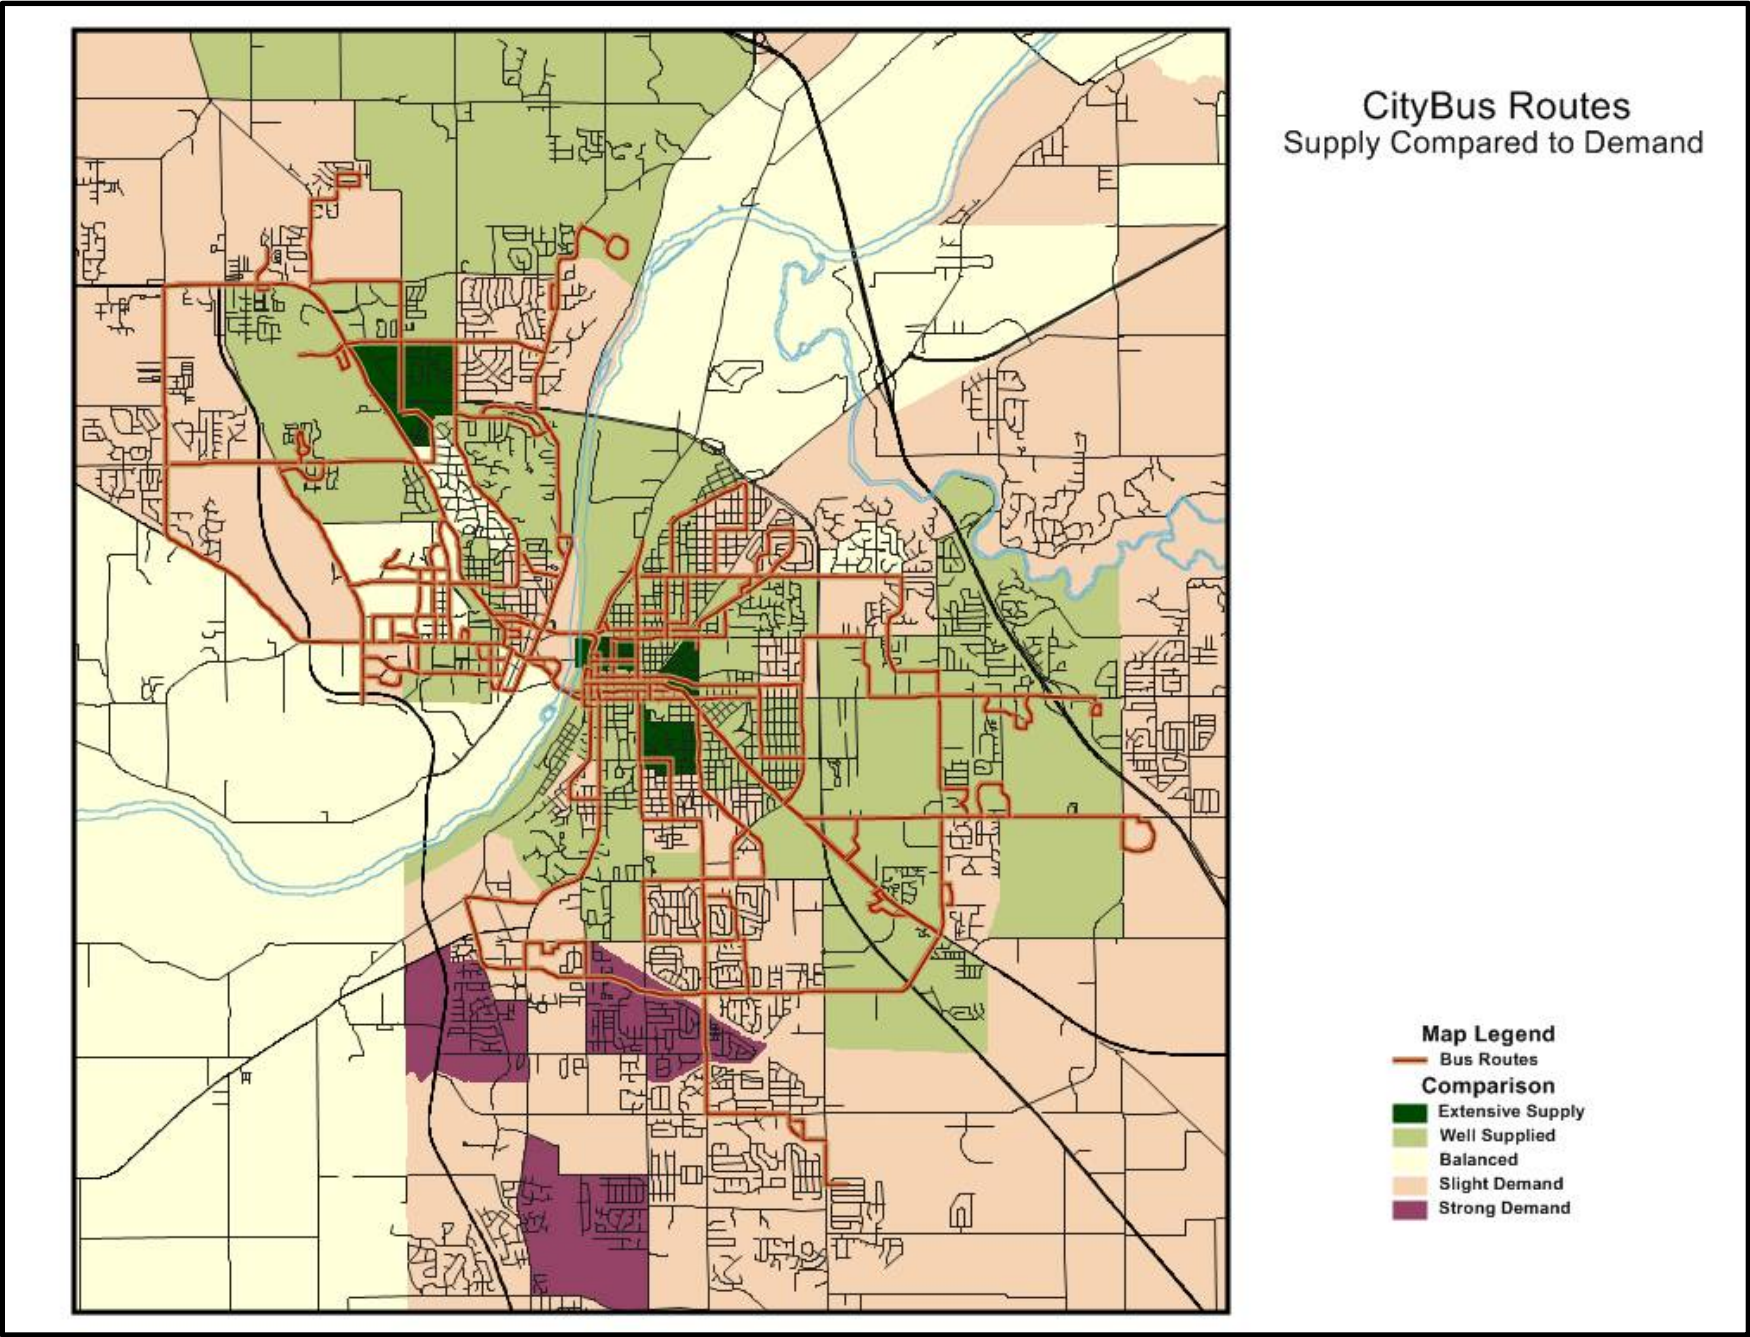 CityBus Routes
Supply Compared to Demand
Map Legend
Bus Routes
Comparison
Extensive Supply
Well Supplied
Balanced
Slight Demand
Strong Demand